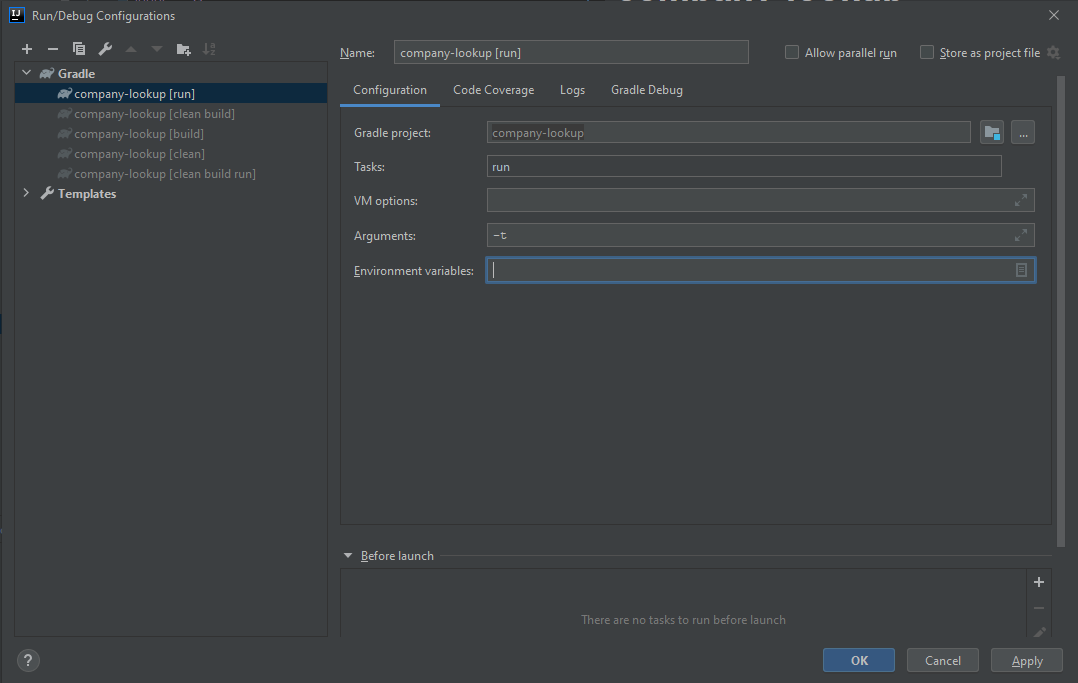 Run/Debug Configurations
Name: company-lookup [run] Allow parallel run Store as project file
Gradle
company-lookup [run]
company-lookup [clean build]
company-lookup [build]
company-lookup [clean]
company-lookup [clean build run]
Templates
Configuration Code Coverage Logs Gradle Debug
Gradle project: company-lookup ...
Tasks: run
VM options:
Arguments: -t
Environment variables:
Before launch
There are no tasks to run before launch
? OK Cancel Apply